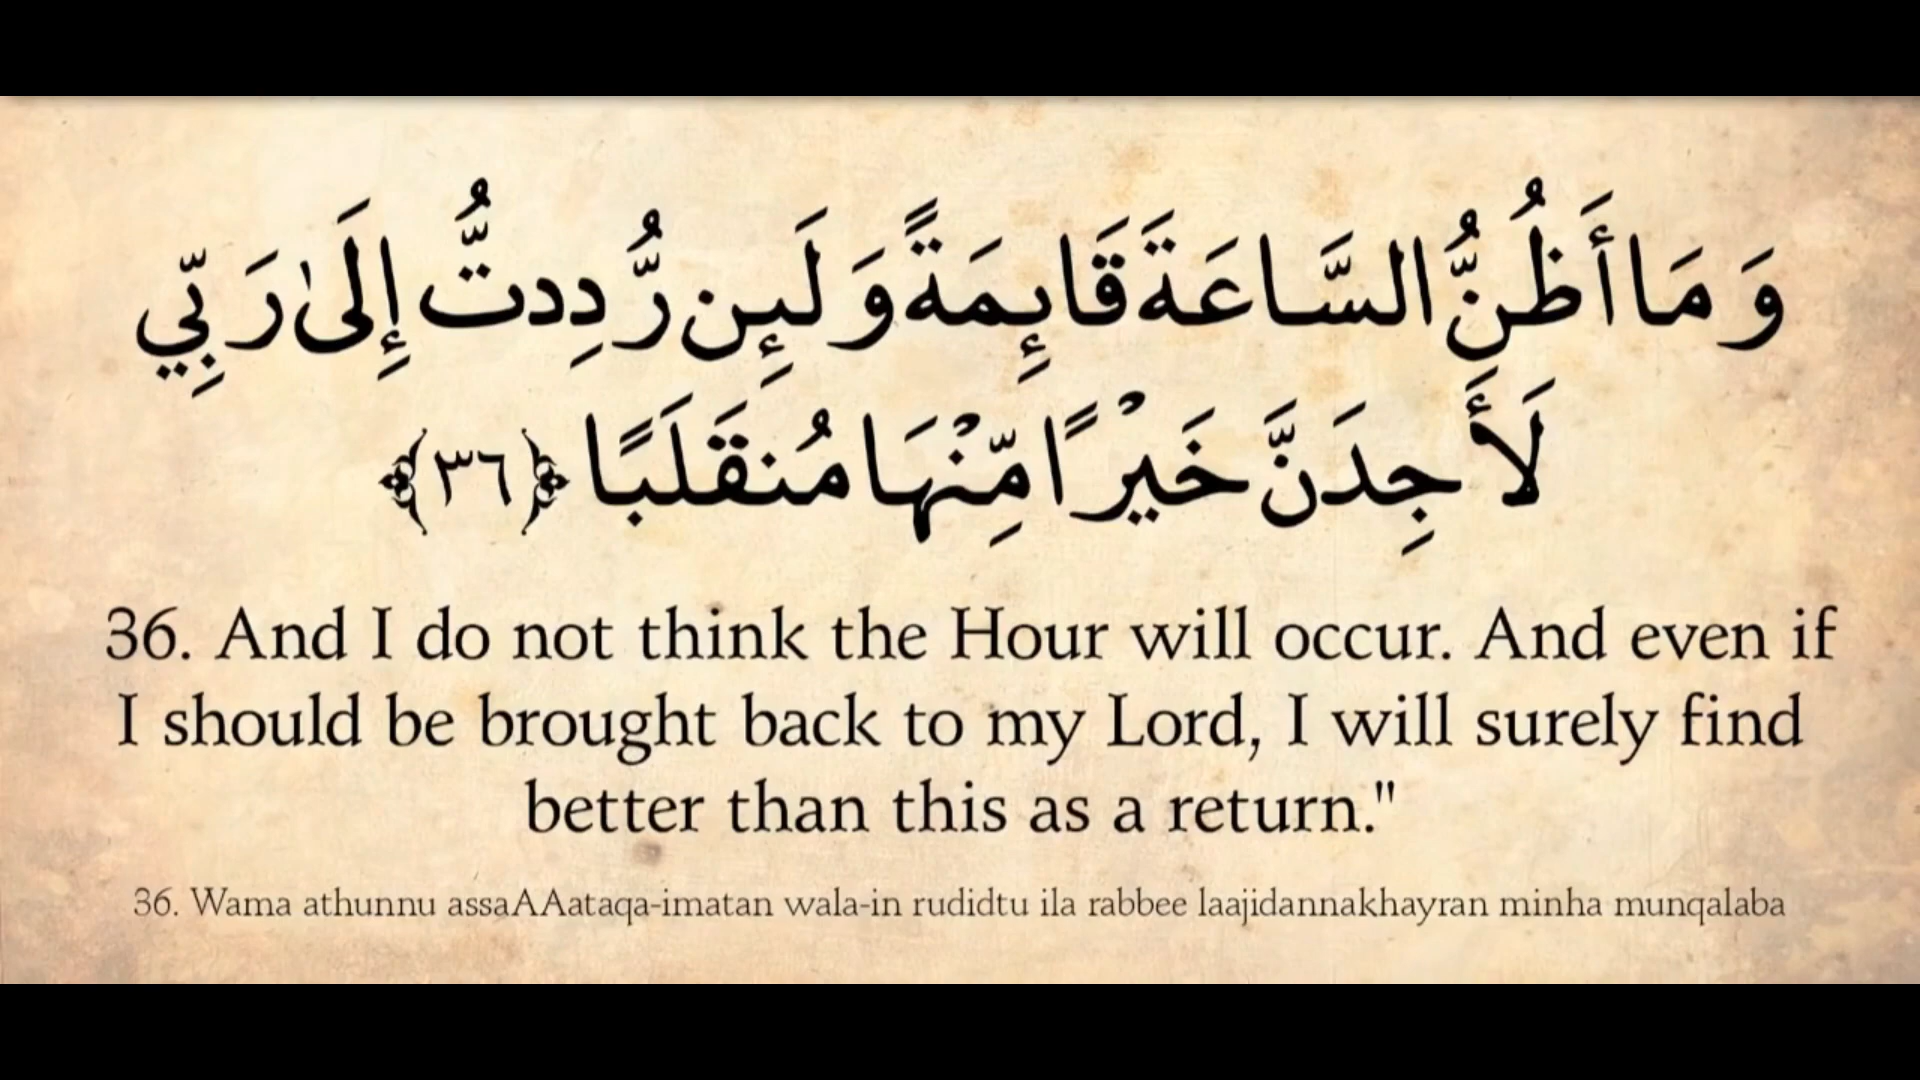 وَمَا أَظُنُّ السَّاعَةَ قَائِمَةً وَلَئِن رُّدِدتُّ إِلَىٰ رَبِّي
لَأَجِدَنَّ خَيْرًا مِّنْهَا مُنقَلَبًا ﴿٣٦﴾
36. And I do not think the Hour will occur. And even if
I should be brought back to my Lord, I will surely find
better than this as a return."
36. Wama athunnu assaAAataqa-imatan wala-in rudidtu ila rabbee laajidannakhayran minha munqalaba